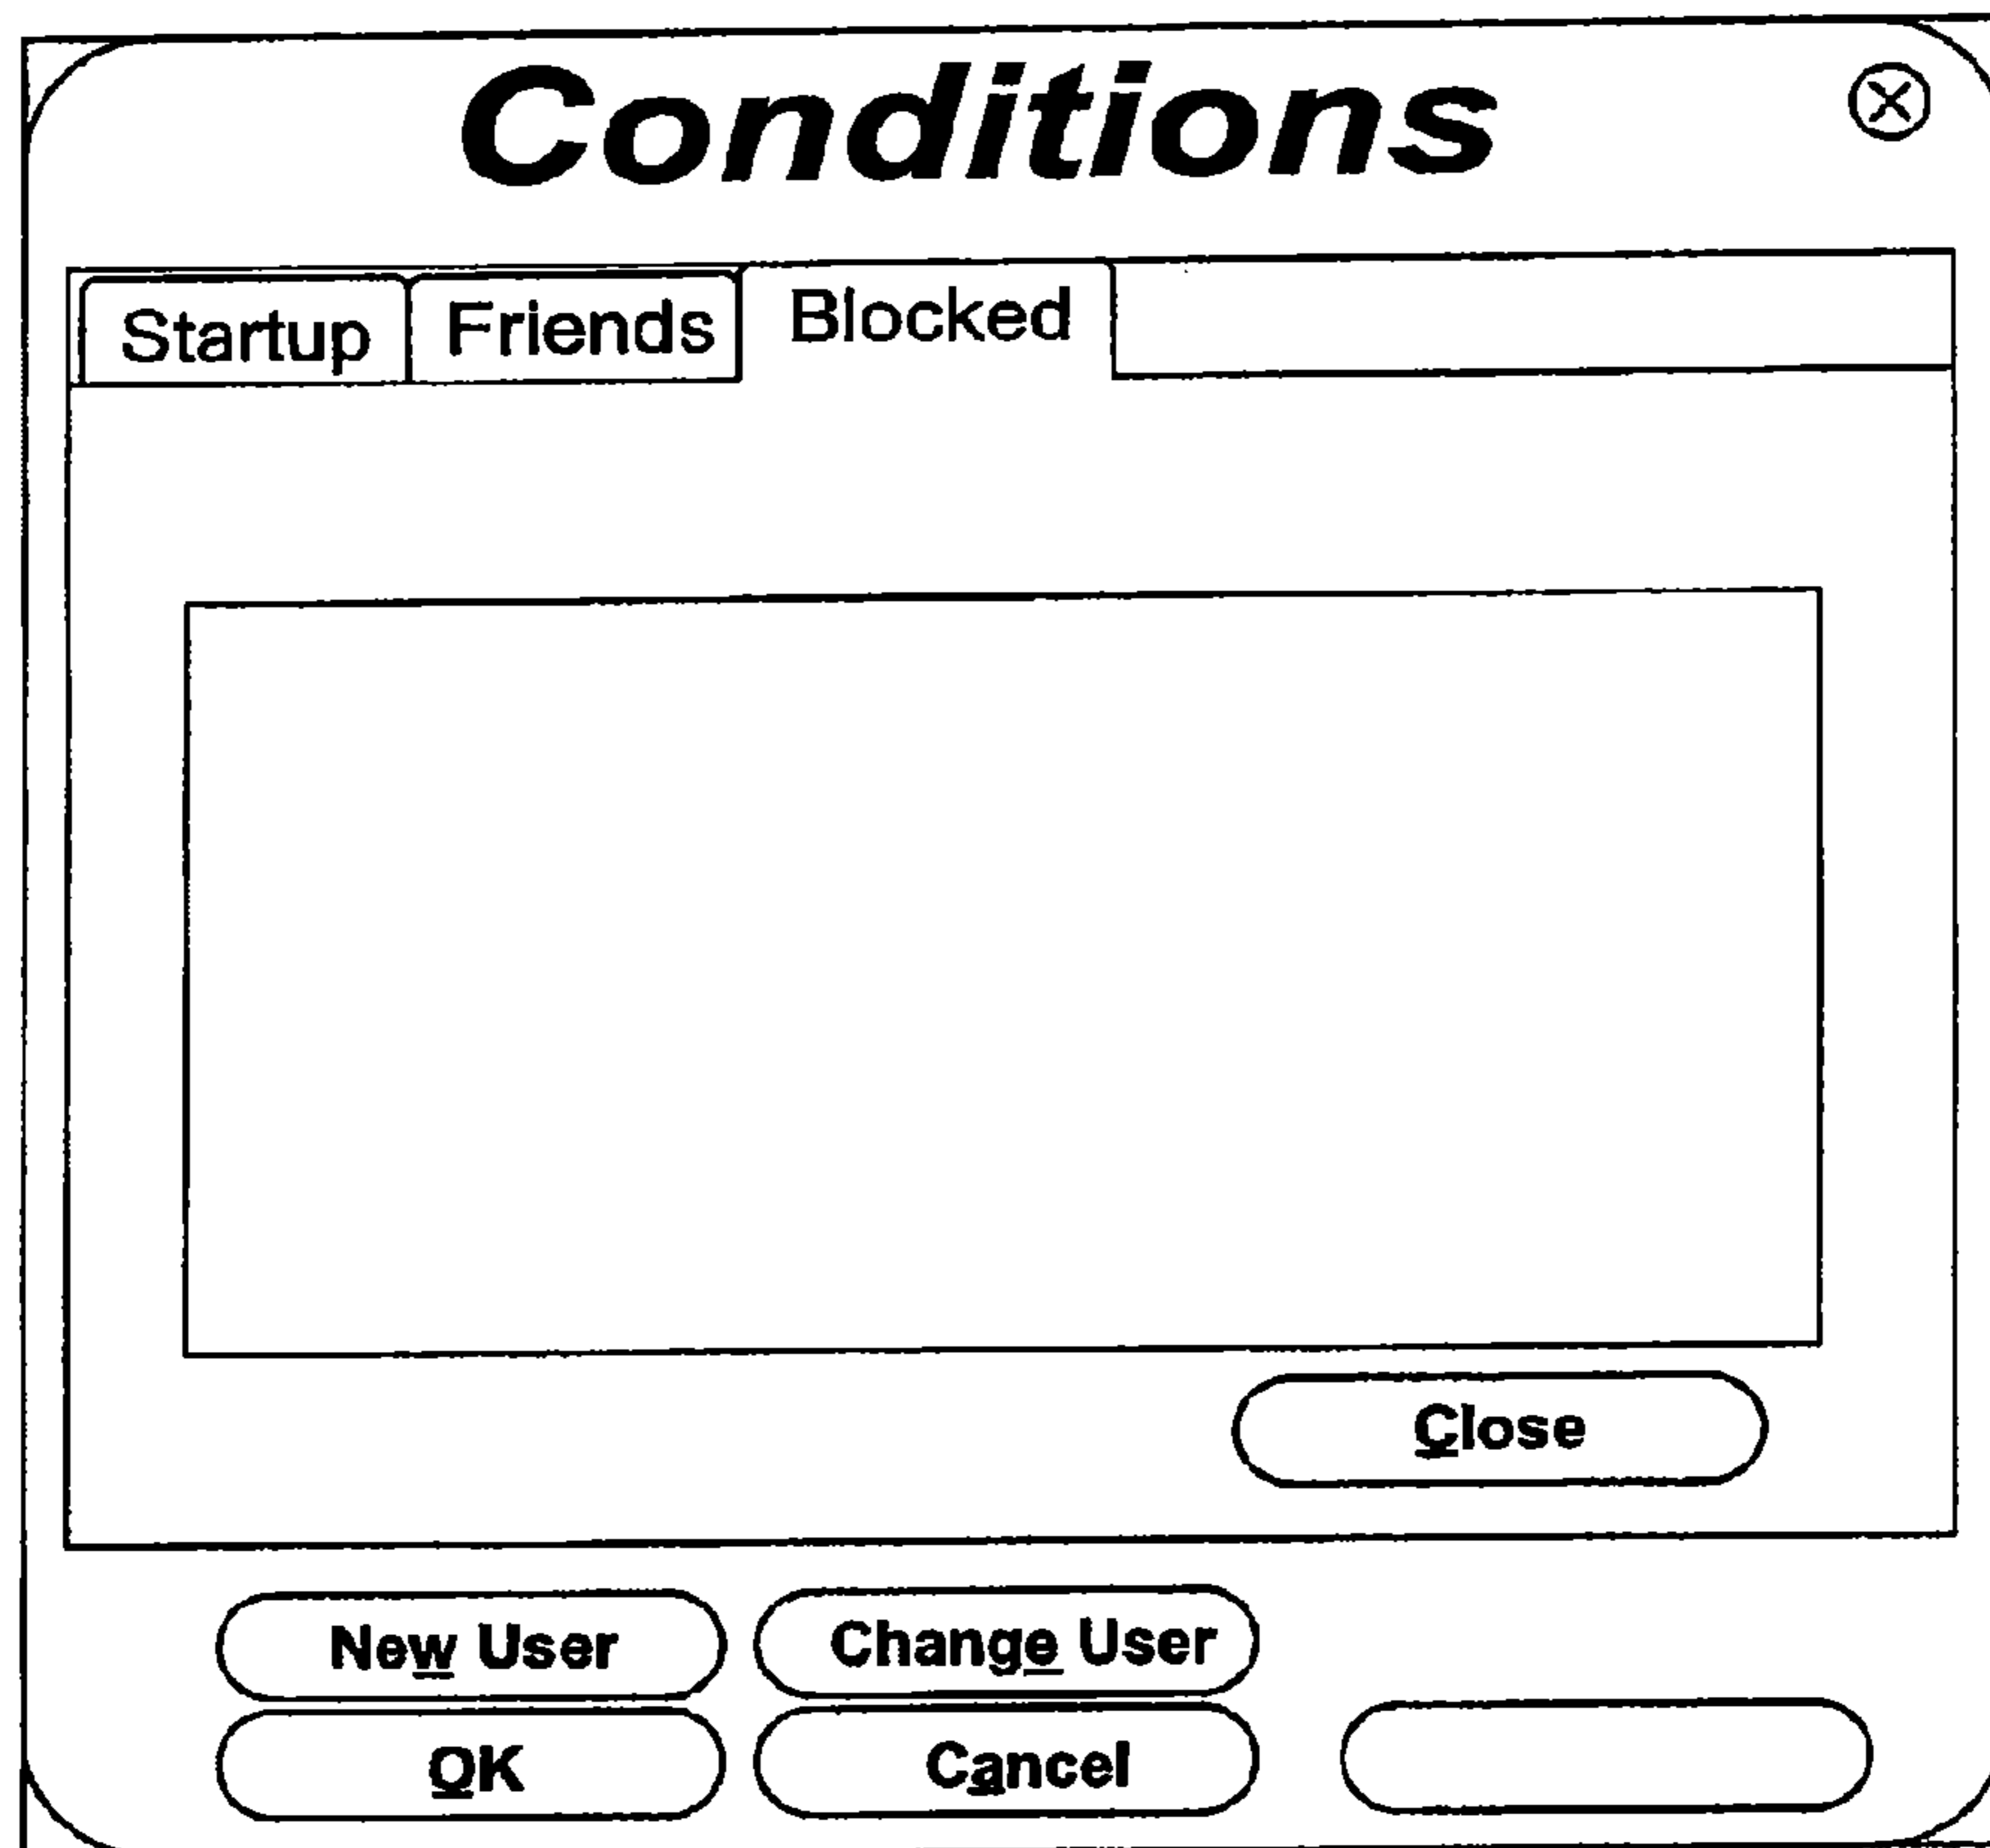 Conditions
Startup Friends Blocked
Close
New User Change User
OK Cancel